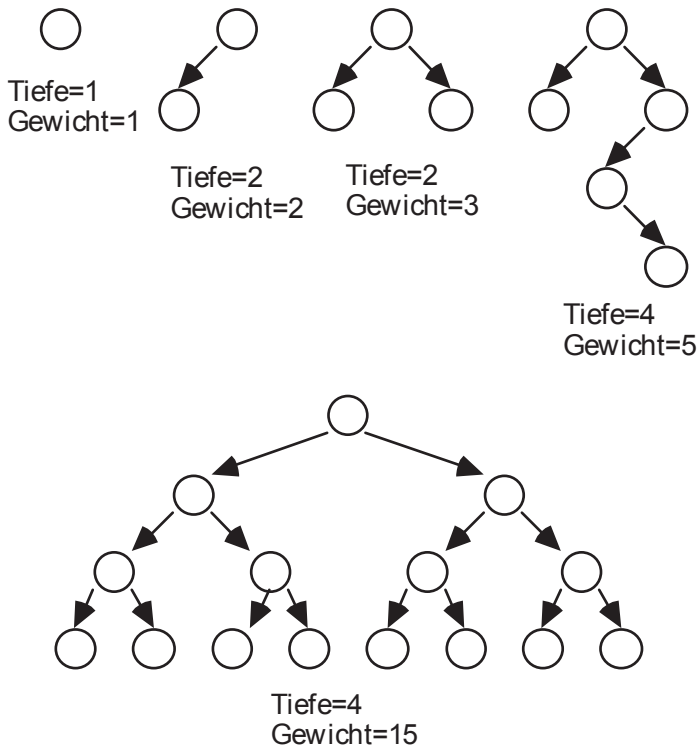 Tiefe=1
Gewicht=1
Tiefe=2
Gewicht=2
Tiefe=2
Gewicht=3
Tiefe=4
Gewicht=5
Tiefe=4
Gewicht=15